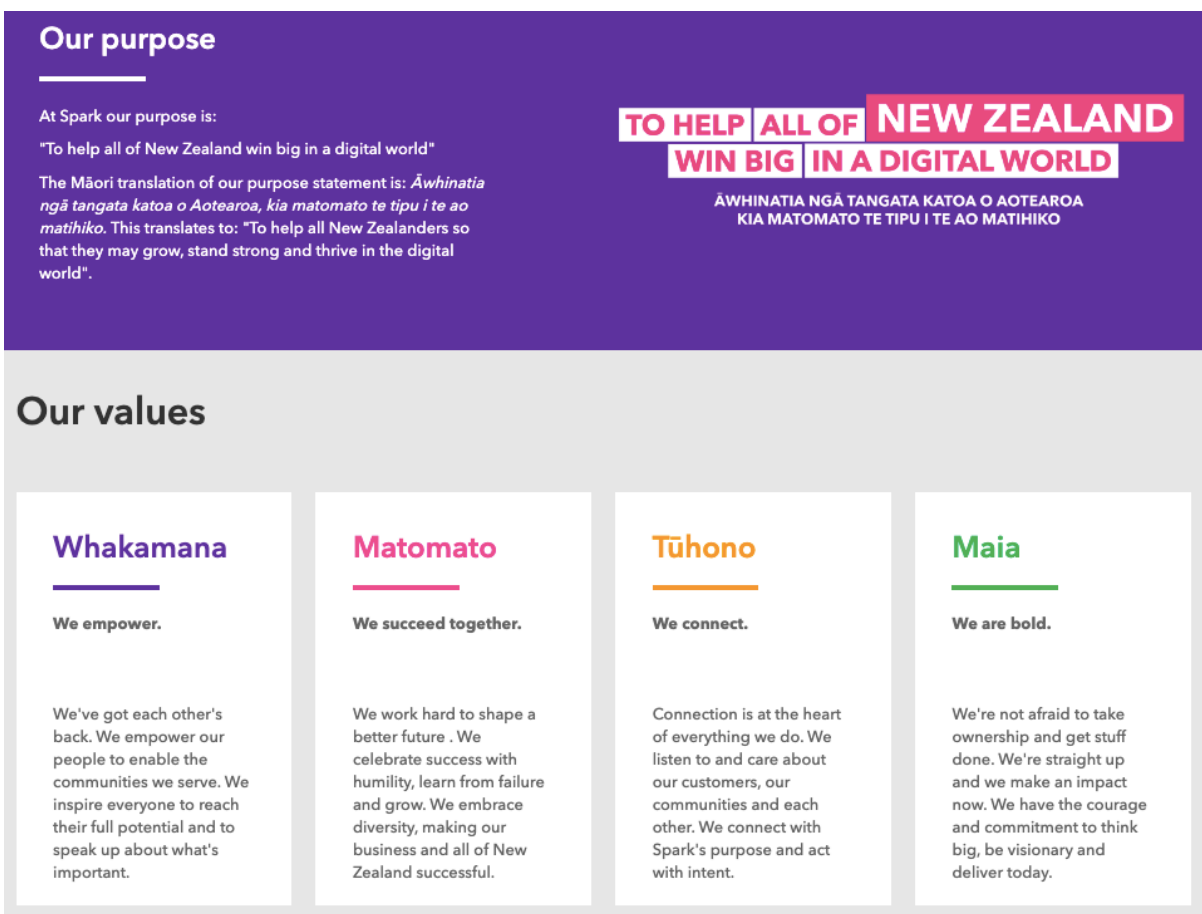 Our purpose
At Spark our purpose is:
"To help all of New Zealand win big in a digital world"
The Māori translation of our purpose statement is: Āwhinatia
ngā tangata katoa o Aotearoa, kia matomato te tipu i te ao
matihiko. This translates to: "To help all New Zealanders so
that they may grow, stand strong and thrive in the digital
world".
TO HELP ALL OF NEW ZEALAND
WIN BIG IN A DIGITAL WORLD
ĀWHINATIA NGĀ TANGATA KATOA O AOTEAROA
KIA MATOMATO TE TIPU I TE AO MATIHIKO
Our values
Whakamana
We empower.
We've got each other's
back. We empower our
people to enable the
communities we serve. We
inspire everyone to reach
their full potential and to
speak up about what's
important.
Matomato
We succeed together.
We work hard to shape a
better future . We
celebrate success with
humility, learn from failure
and grow. We embrace
diversity, making our
business and all of New
Zealand successful.
Tūhono
We connect.
Connection is at the heart
of everything we do. We
listen to and care about
our customers, our
communities and each
other. We connect with
Spark's purpose and act
with intent.
Maia
We are bold.
We're not afraid to take
ownership and get stuff
done. We're straight up
and we make an impact
now. We have the courage
and commitment to think
big, be visionary and
deliver today.